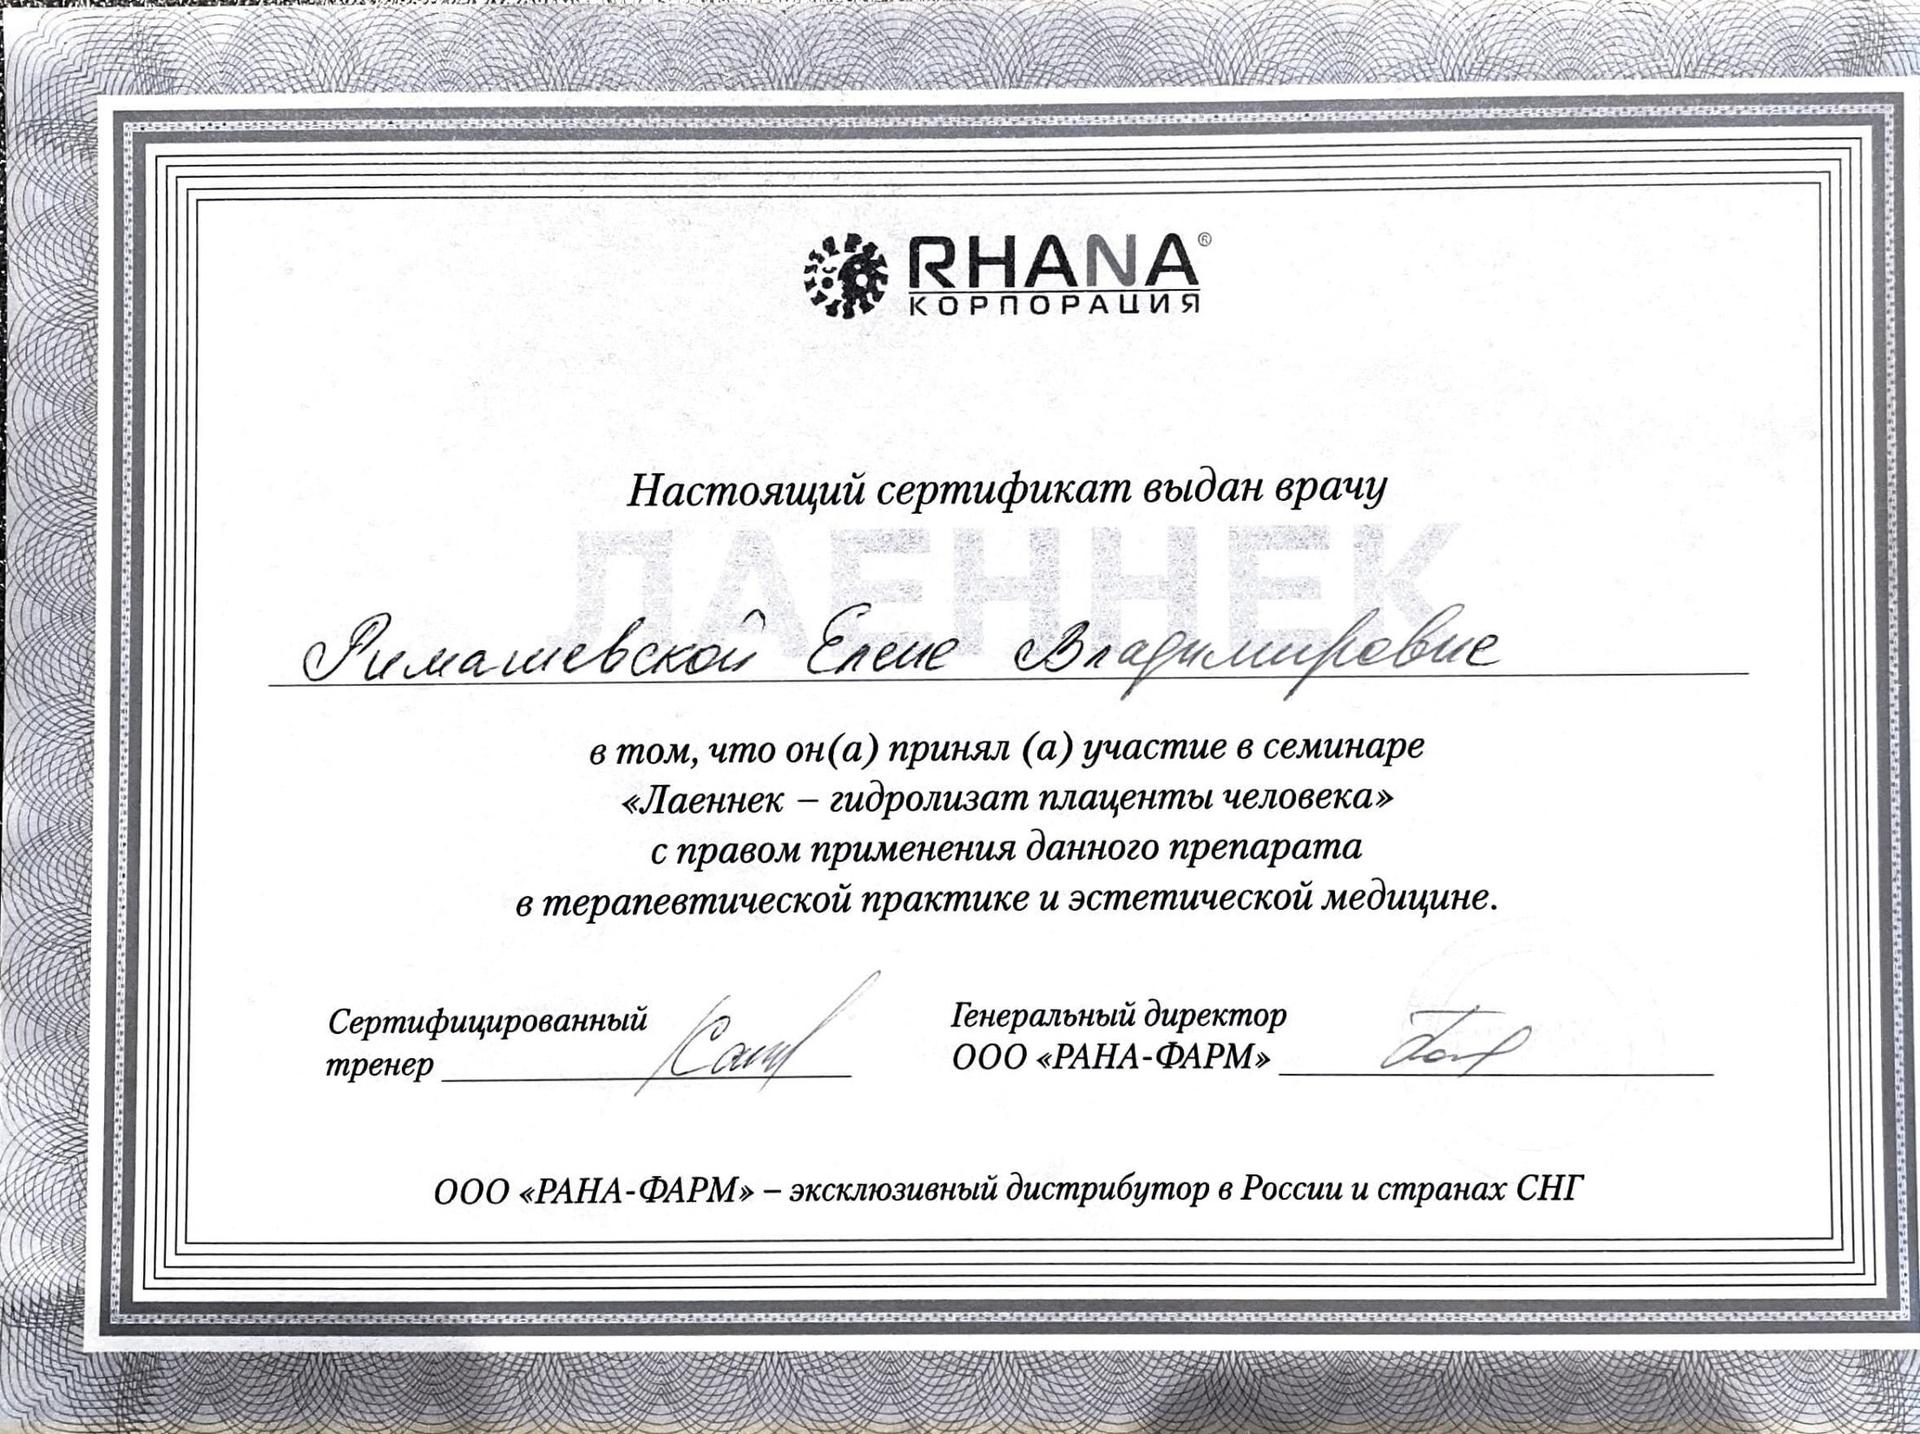 RHANA®
КОРПОРАЦИЯ
Настоящий сертификат выдан врачу
ЛАЕННЕК
Римашевской Елене Владимировне
в том, что он(а) принял (а) участие в семинаре
«Лаеннек – гидролизат плаценты человека»
с правом применения данного препарата
в терапевтической практике и эстетической медицине.
Сертифицированный
тренер
Генеральный директор
ООО «РАНА-ФАРМ»
ООО «РАНА-ФАРМ» – эксклюзивный дистрибутор в России и странах СНГ